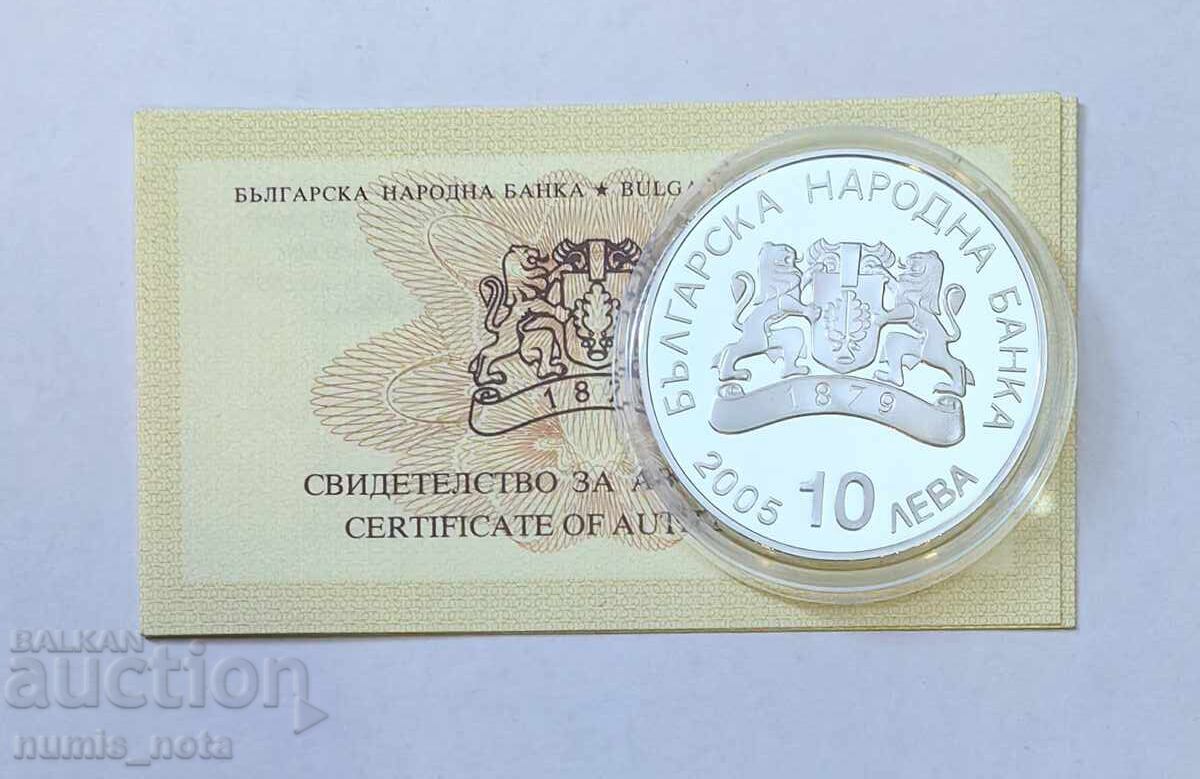 БЪЛГАРСКА НАРОДНА БАНКА ★ BULGA
18
СВИДЕТЕЛСТВО ЗА А
CERTIFICATE OF AUT
БЪЛГАРСКА НАРОДНА БАНКА
1879
2005 10 ЛЕВА
BALKAN
auction
numis_nota